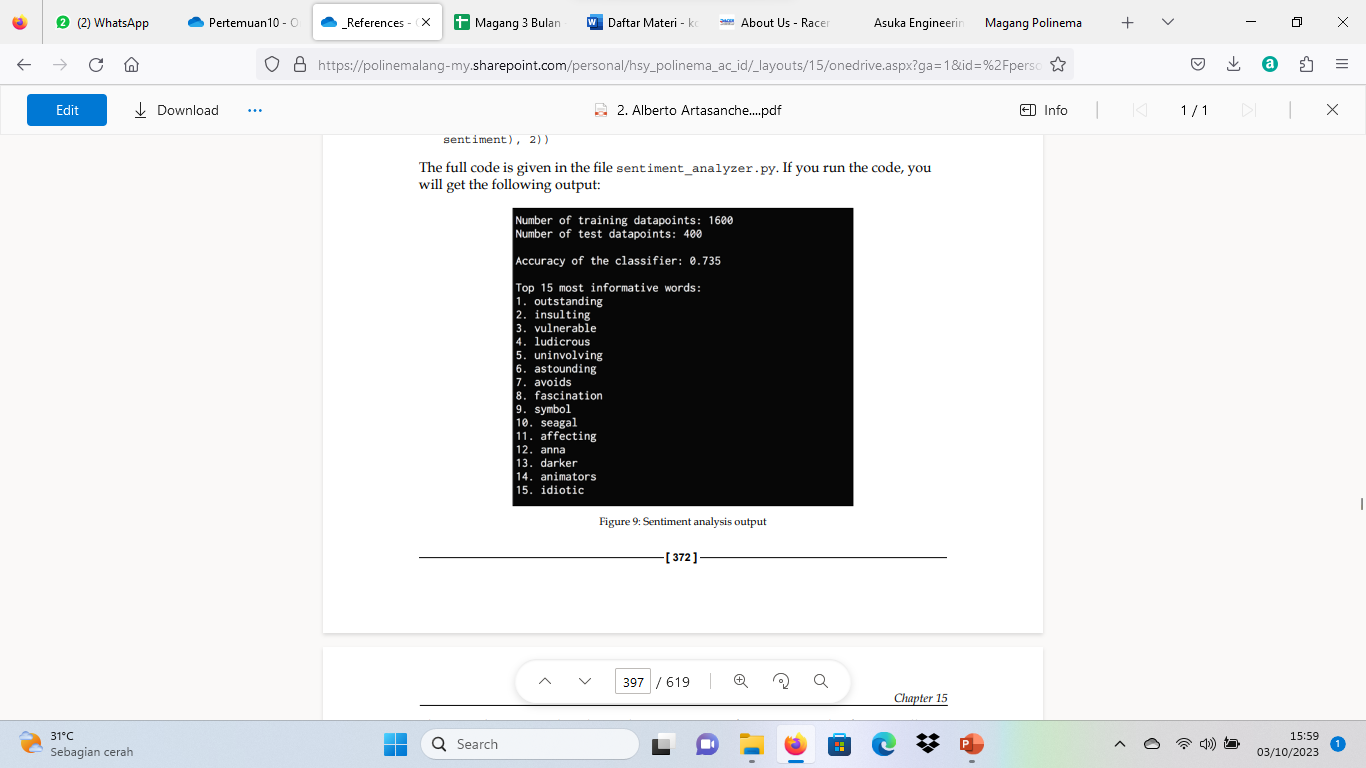 (2) WhatsApp
Pertemuan10 - O
_References - 
Magang 3 Bulan
Daftar Materi - ko
About Us - Racer
Asuka Engineerin
Magang Polinema
https://polinemalang-my.sharepoint.com/personal/hsy_polinema_ac_id/_layouts/15/onedrive.aspx?ga=1&id=%2Fperso
Edit
Download
2. Alberto Artasanche....pdf
Info
1 / 1
sentiment), 2))
The full code is given in the file sentiment_analyzer.py. If you run the code, you
will get the following output:
Number of training datapoints: 1600
Number of test datapoints: 400
Accuracy of the classifier: 0.735
Top 15 most informative words:
1. outstanding
2. insulting
3. vulnerable
4. ludicrous
5. uninvolving
6. astounding
7. avoids
8. fascination
9. symbol
10. seagal
11. affecting
12. anna
13. darker
14. animators
15. idiotic
Figure 9: Sentiment analysis output
[ 372 ]
397 / 619
Chapter 15
31°C
Sebagian cerah
Search
15:59
03/10/2023
1